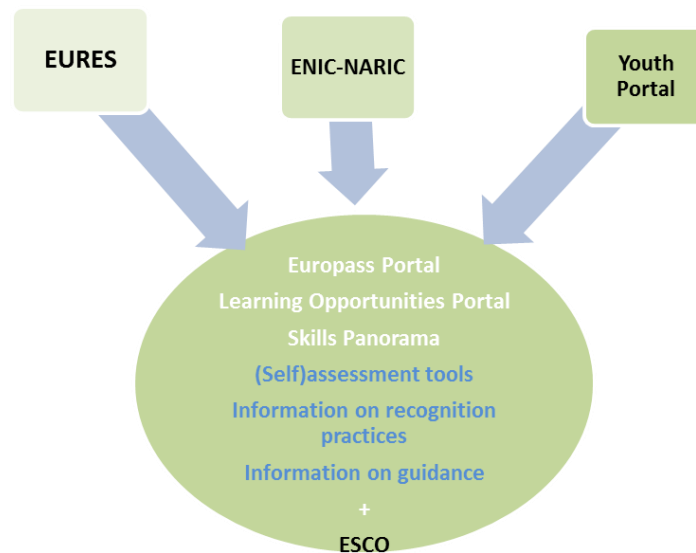 EURES
ENIC-NARIC
Youth
Portal
Europass Portal
Learning Opportunities Portal
Skills Panorama
(Self)assessment tools
Information on recognition
practices
Information on guidance
+
ESCO